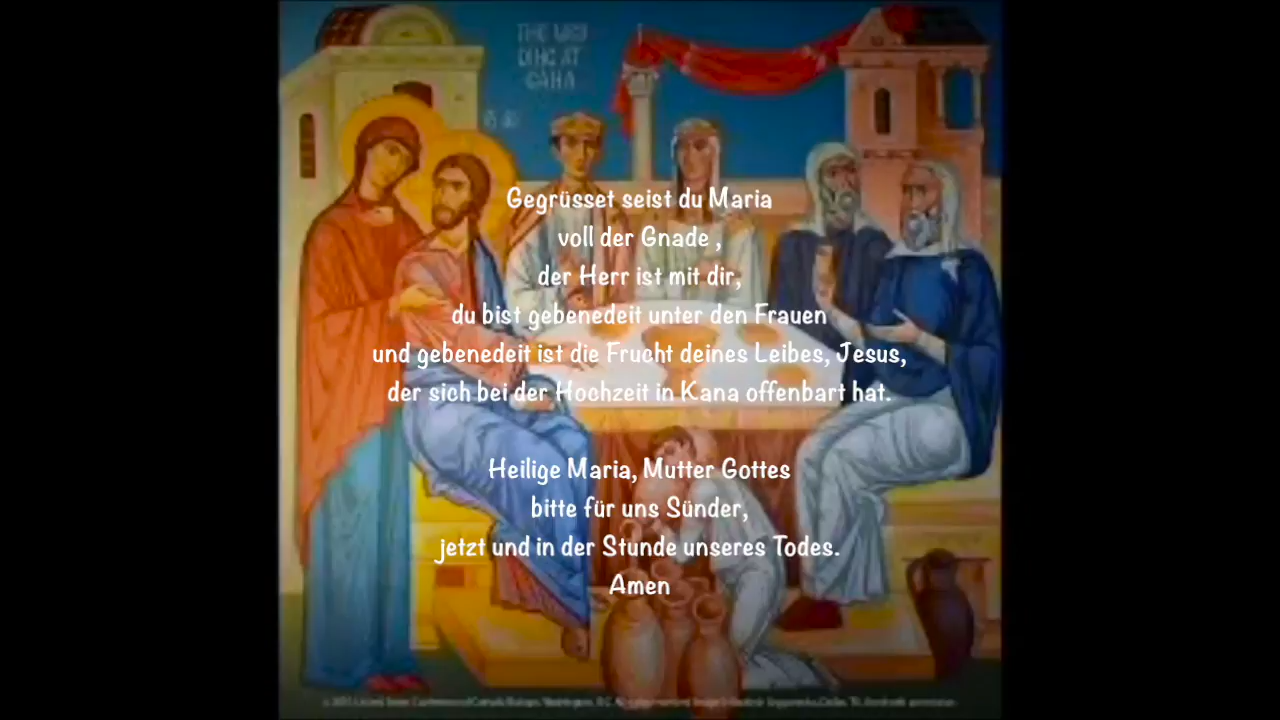 THE WED
DING AT
CANA
Gegrüsset seist du Maria
voll der Gnade ,
der Herr ist mit dir,
du bist gebenedeit unter den Frauen
und gebenedeit ist die Frucht deines Leibes, Jesus,
der sich bei der Hochzeit in Kana offenbart hat.
Heilige Maria, Mutter Gottes
bitte für uns Sünder,
jetzt und in der Stunde unseres Todes.
Amen